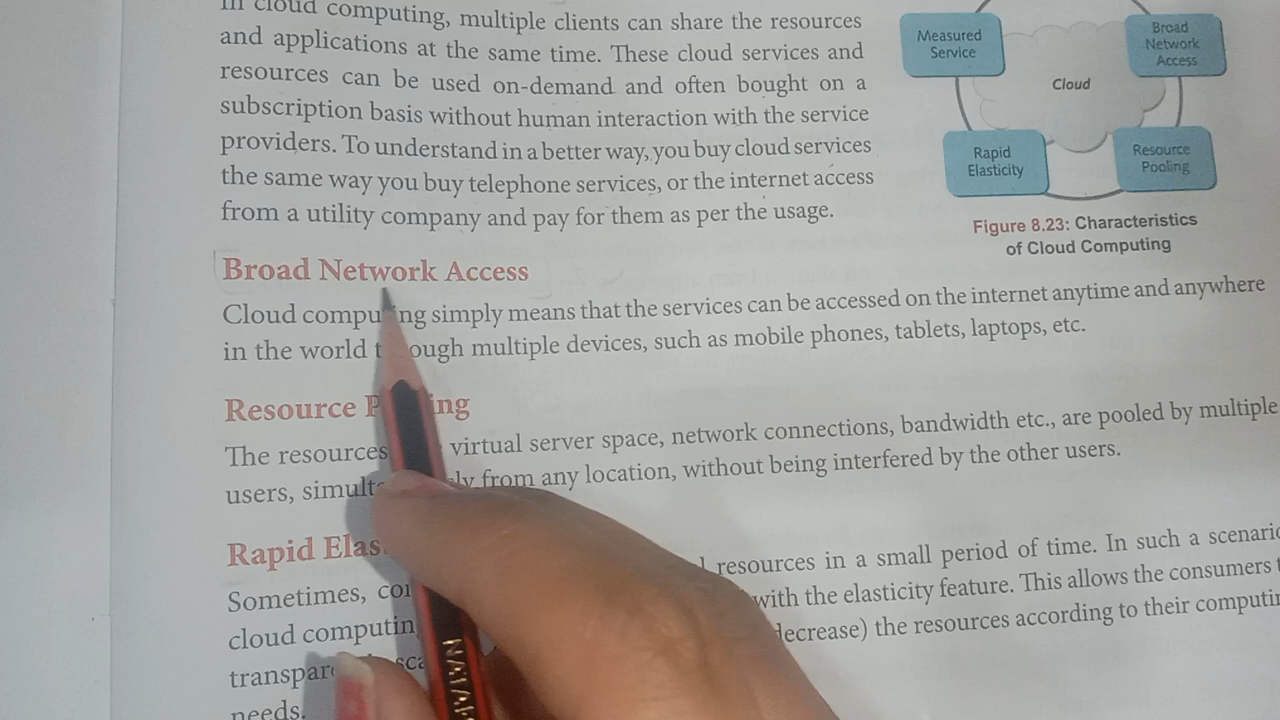 In cloud computing, multiple clients can share the resources
and applications at the same time. These cloud services and
resources can be used on-demand and often bought on a
subscription basis without human interaction with the service
providers. To understand in a better way, you buy cloud services
the same way you buy telephone services, or the internet access
from a utility company and pay for them as per the usage.
Measured
Service
Broad
Network
Access
Cloud
Rapid
Elasticity
Resource
Pooling
Figure 8.23: Characteristics
of Cloud Computing
Broad Network Access
Cloud ng simply means that the services can be accessed on the internet anytime and anywhere
in the world ough multiple devices, such as mobile phones, tablets, laptops, etc.
Resource P ing
The resources virtual server space, network connections, bandwidth etc., are pooled by multiple
users, from any location, without being interfered by the other users.
Rapid
Sometimes, resources in a small period of time. In such a scenario
cloud with the elasticity feature. This allows the consumers
decrease) the resources according to their
needs.